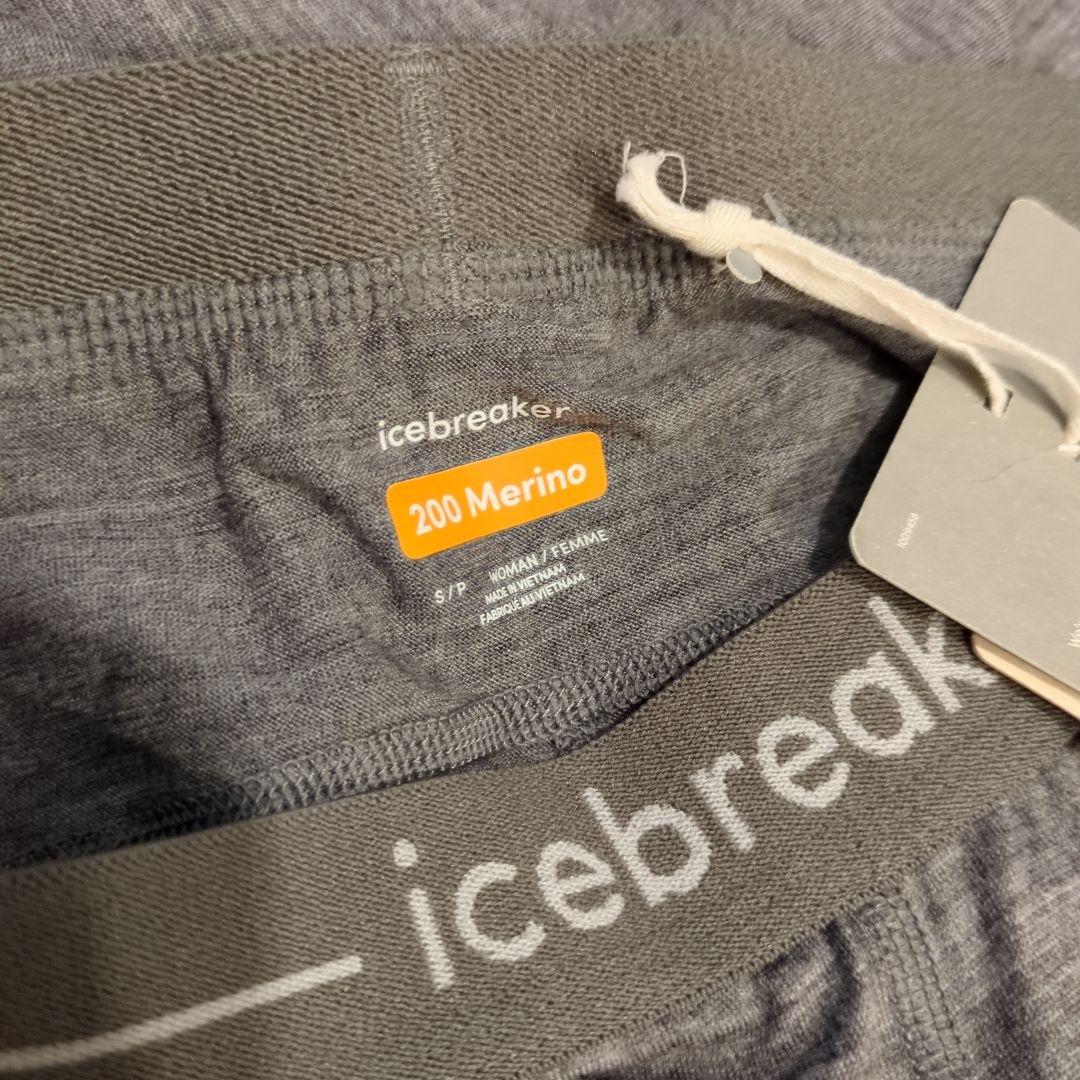 icebreaker
200 Merino
S/P
WOMAN / FEMME
MADE IN VIETNAM
FABRIQUÉ AU VIETNAM
icebreak